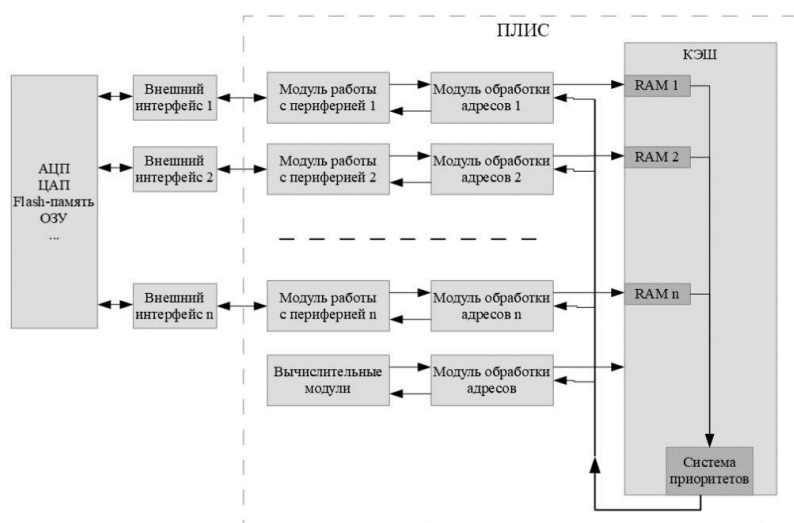 ПЛИС
КЭШ
АЦП
ЦАП
Flash-память
ОЗУ
...
Внешний
интерфейс 1
Модуль работы
с периферией 1
Модуль обработки
адресов 1
RAM 1
Внешний
интерфейс 2
Модуль работы
с периферией 2
Модуль обработки
адресов 2
RAM 2
Внешний
интерфейс n
Модуль работы
с периферией n
Модуль обработки
адресов n
RAM n
Вычислительные
модули
Модуль обработки
адресов
Система
приоритетов